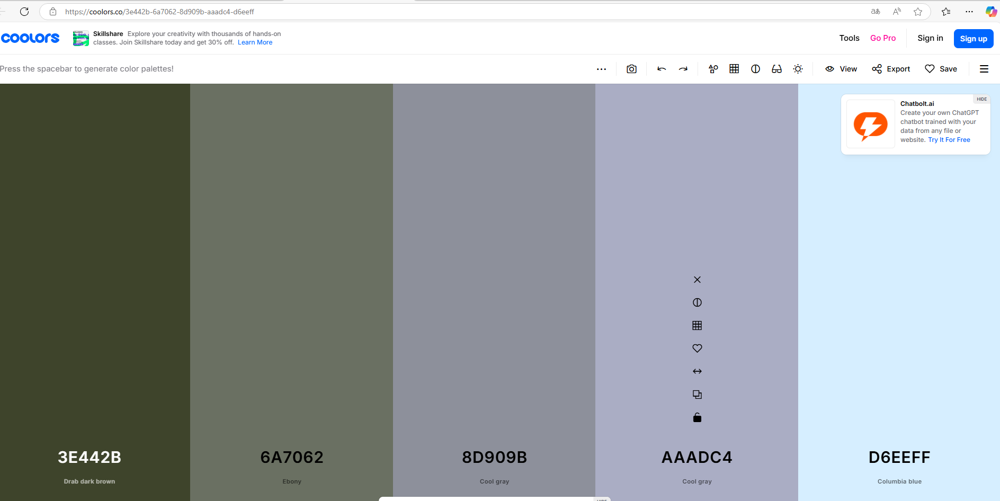 https://coolors.co/3e442b-6a7062-8d909b-aaadc4-d6eeff
aあ
A
coolors
Skillshare Explore your creativity with thousands of hands-on
classes. Join Skillshare today and get 30% off. Learn More
Tools
Go Pro
Sign in
Sign up
Press the spacebar to generate color palettes!
View
Export
Save
HIDE
Chatbolt.ai
Create your own ChatGPT
chatbot trained with your
data from any file or
website. Try It For Free
3E442B
6A7062
8D909B
AAADC4
D6EEFF
Drab dark brown
Ebony
Cool gray
Cool gray
Columbia blue
HIDE